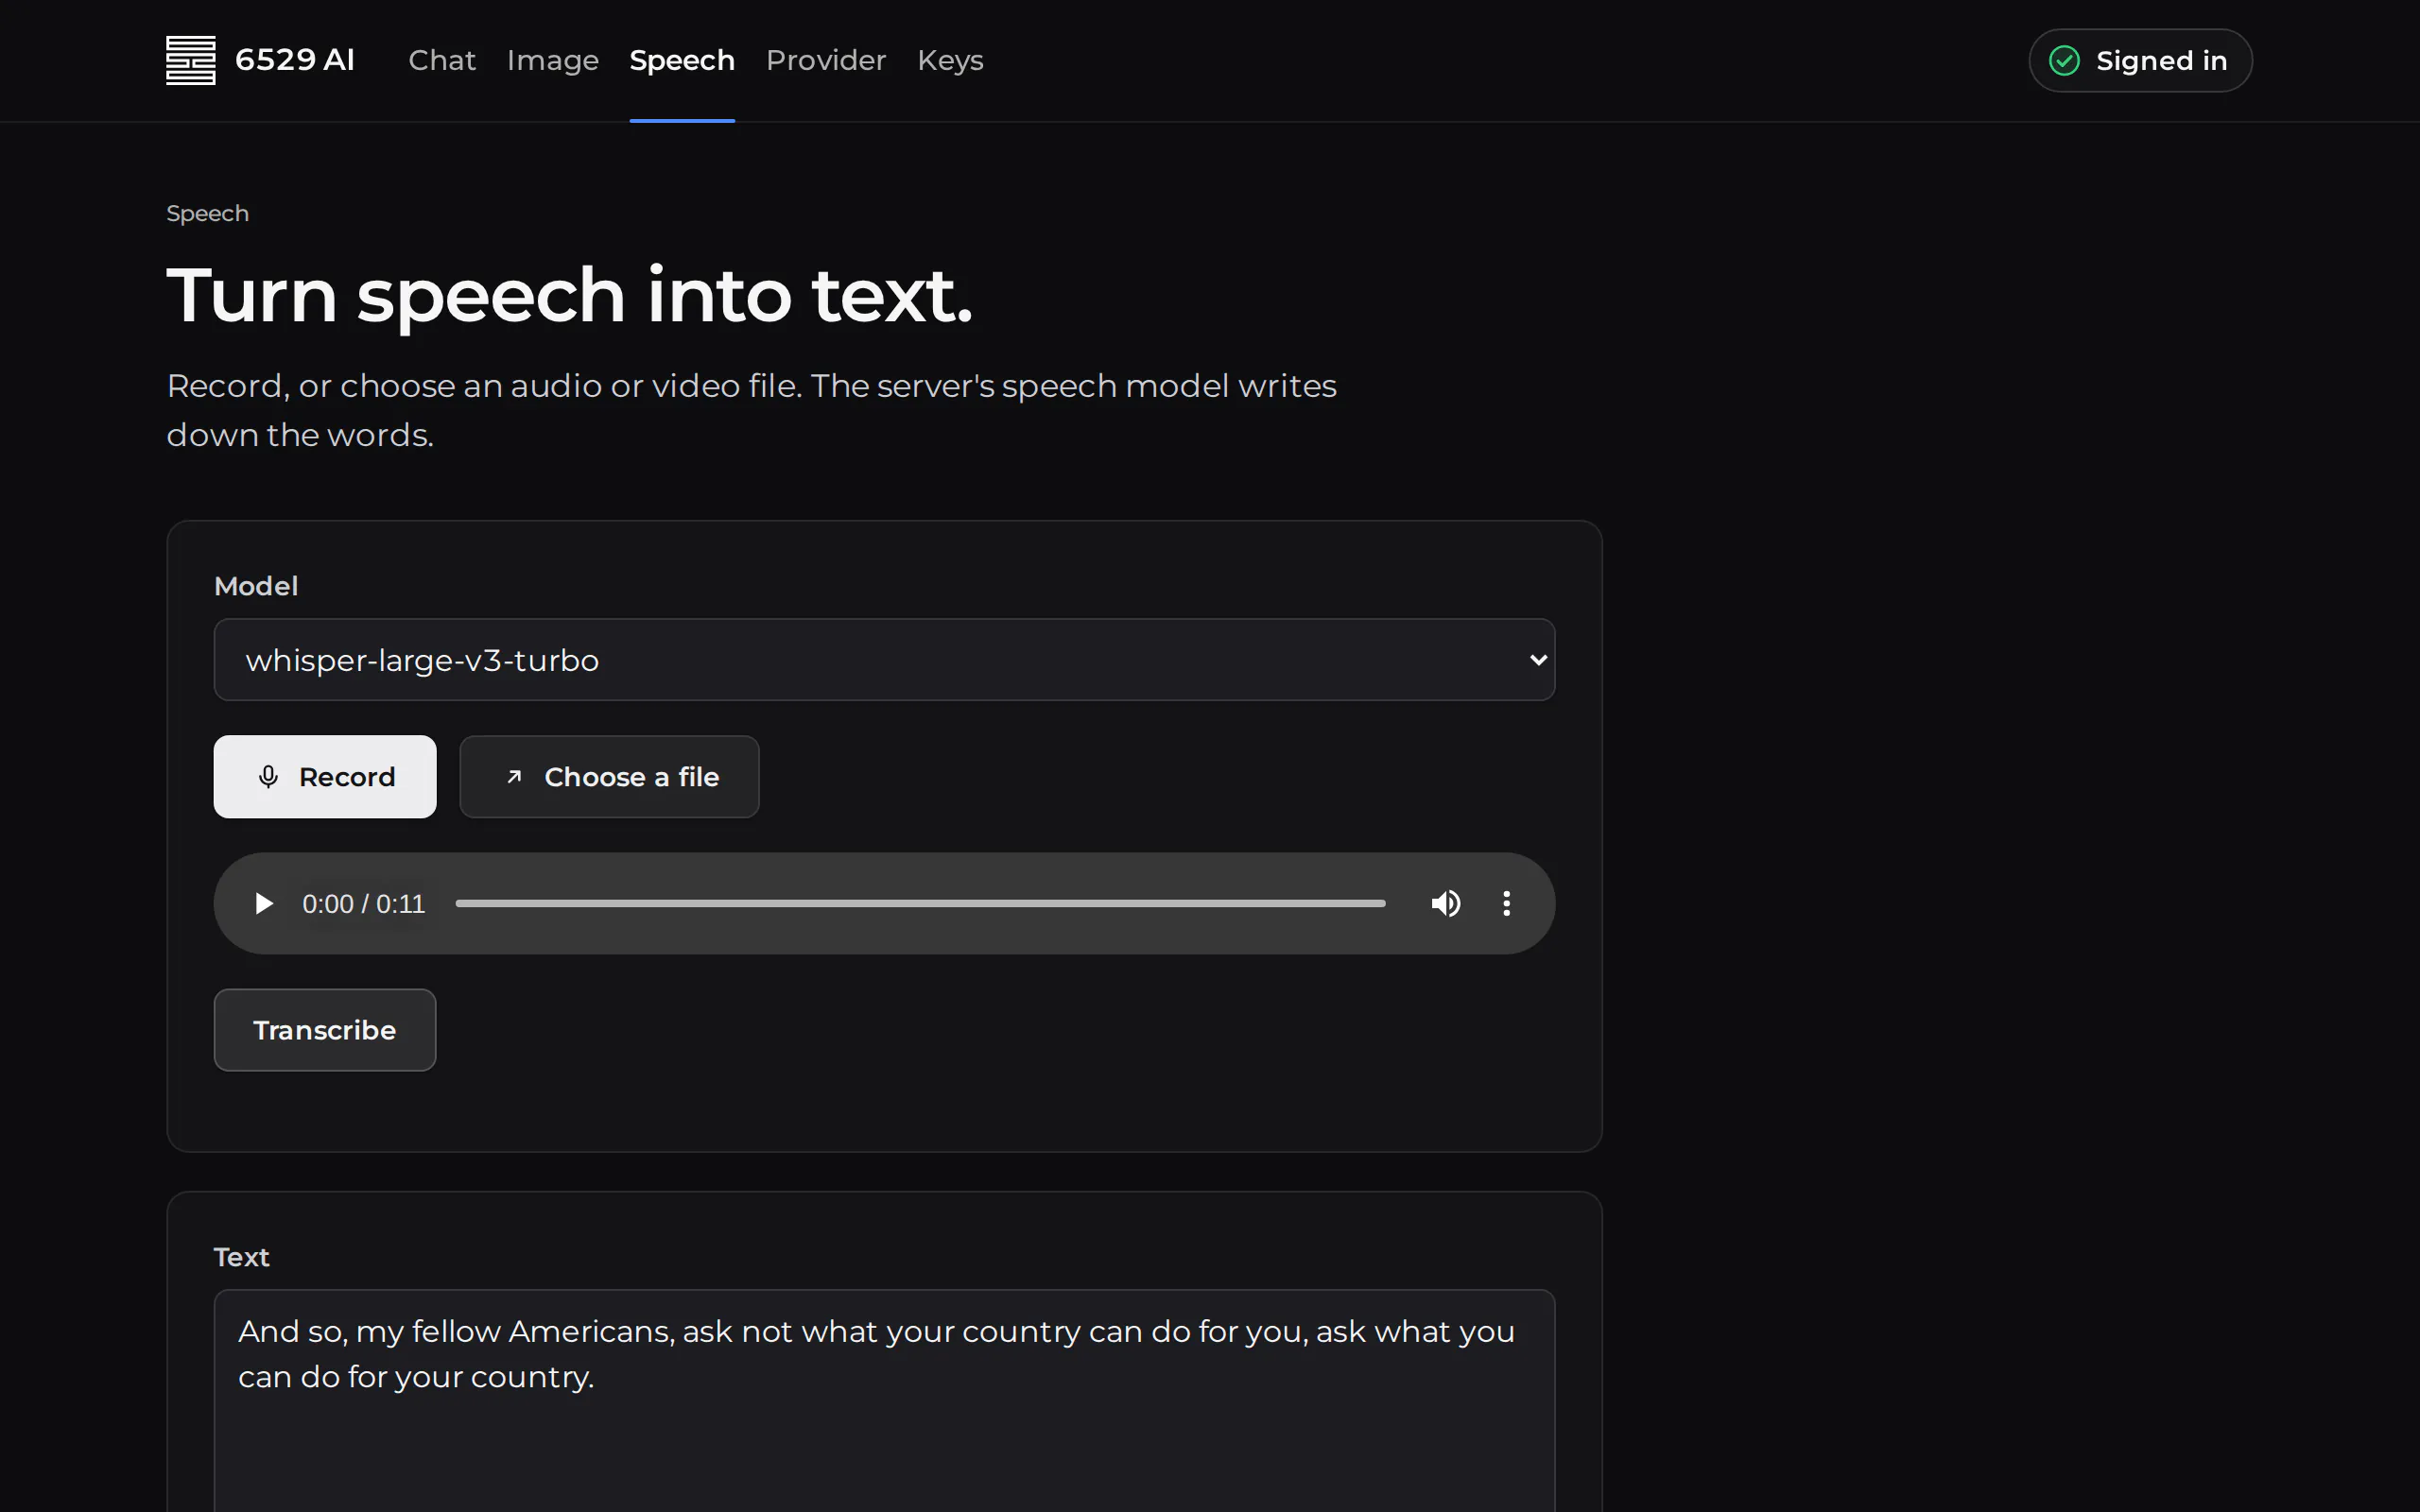 6529 AI Chat Image Speech Provider Keys Signed in
Speech
Turn speech into text.
Record, or choose an audio or video file. The server's speech model writes
down the words.
Model
whisper-large-v3-turbo
Record Choose a file
0:00 / 0:11
Transcribe
Text
And so, my fellow Americans, ask not what your country can do for you, ask what you
can do for your country.